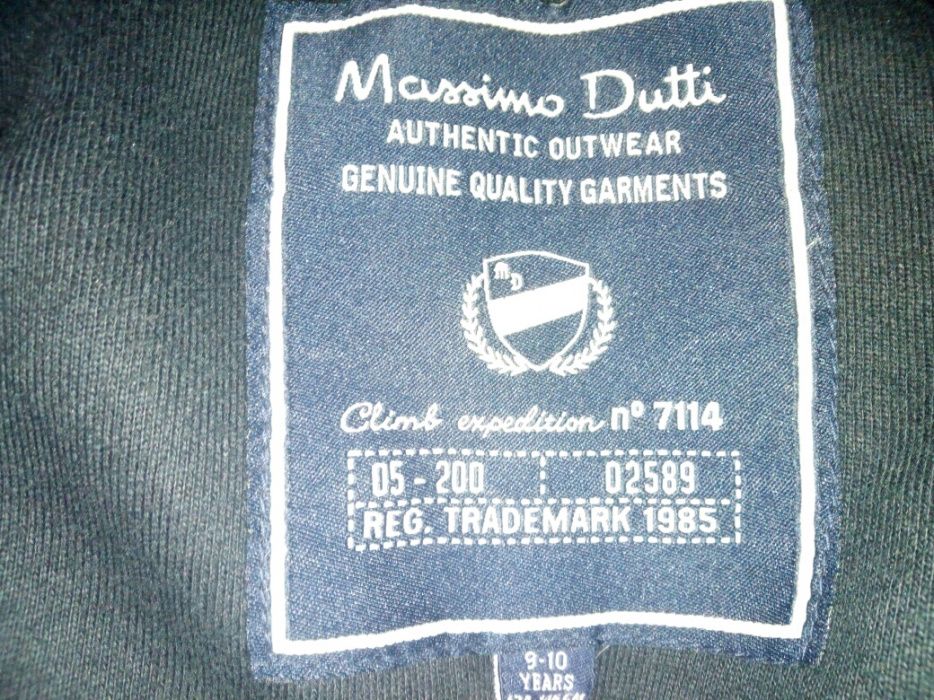 Massimo Dutti
AUTHENTIC OUTWEAR
GENUINE QUALITY GARMENTS
MD
Climb expedition nº 7114
05-200 02589
REG. TRADEMARK 1985
9-10
YEARS